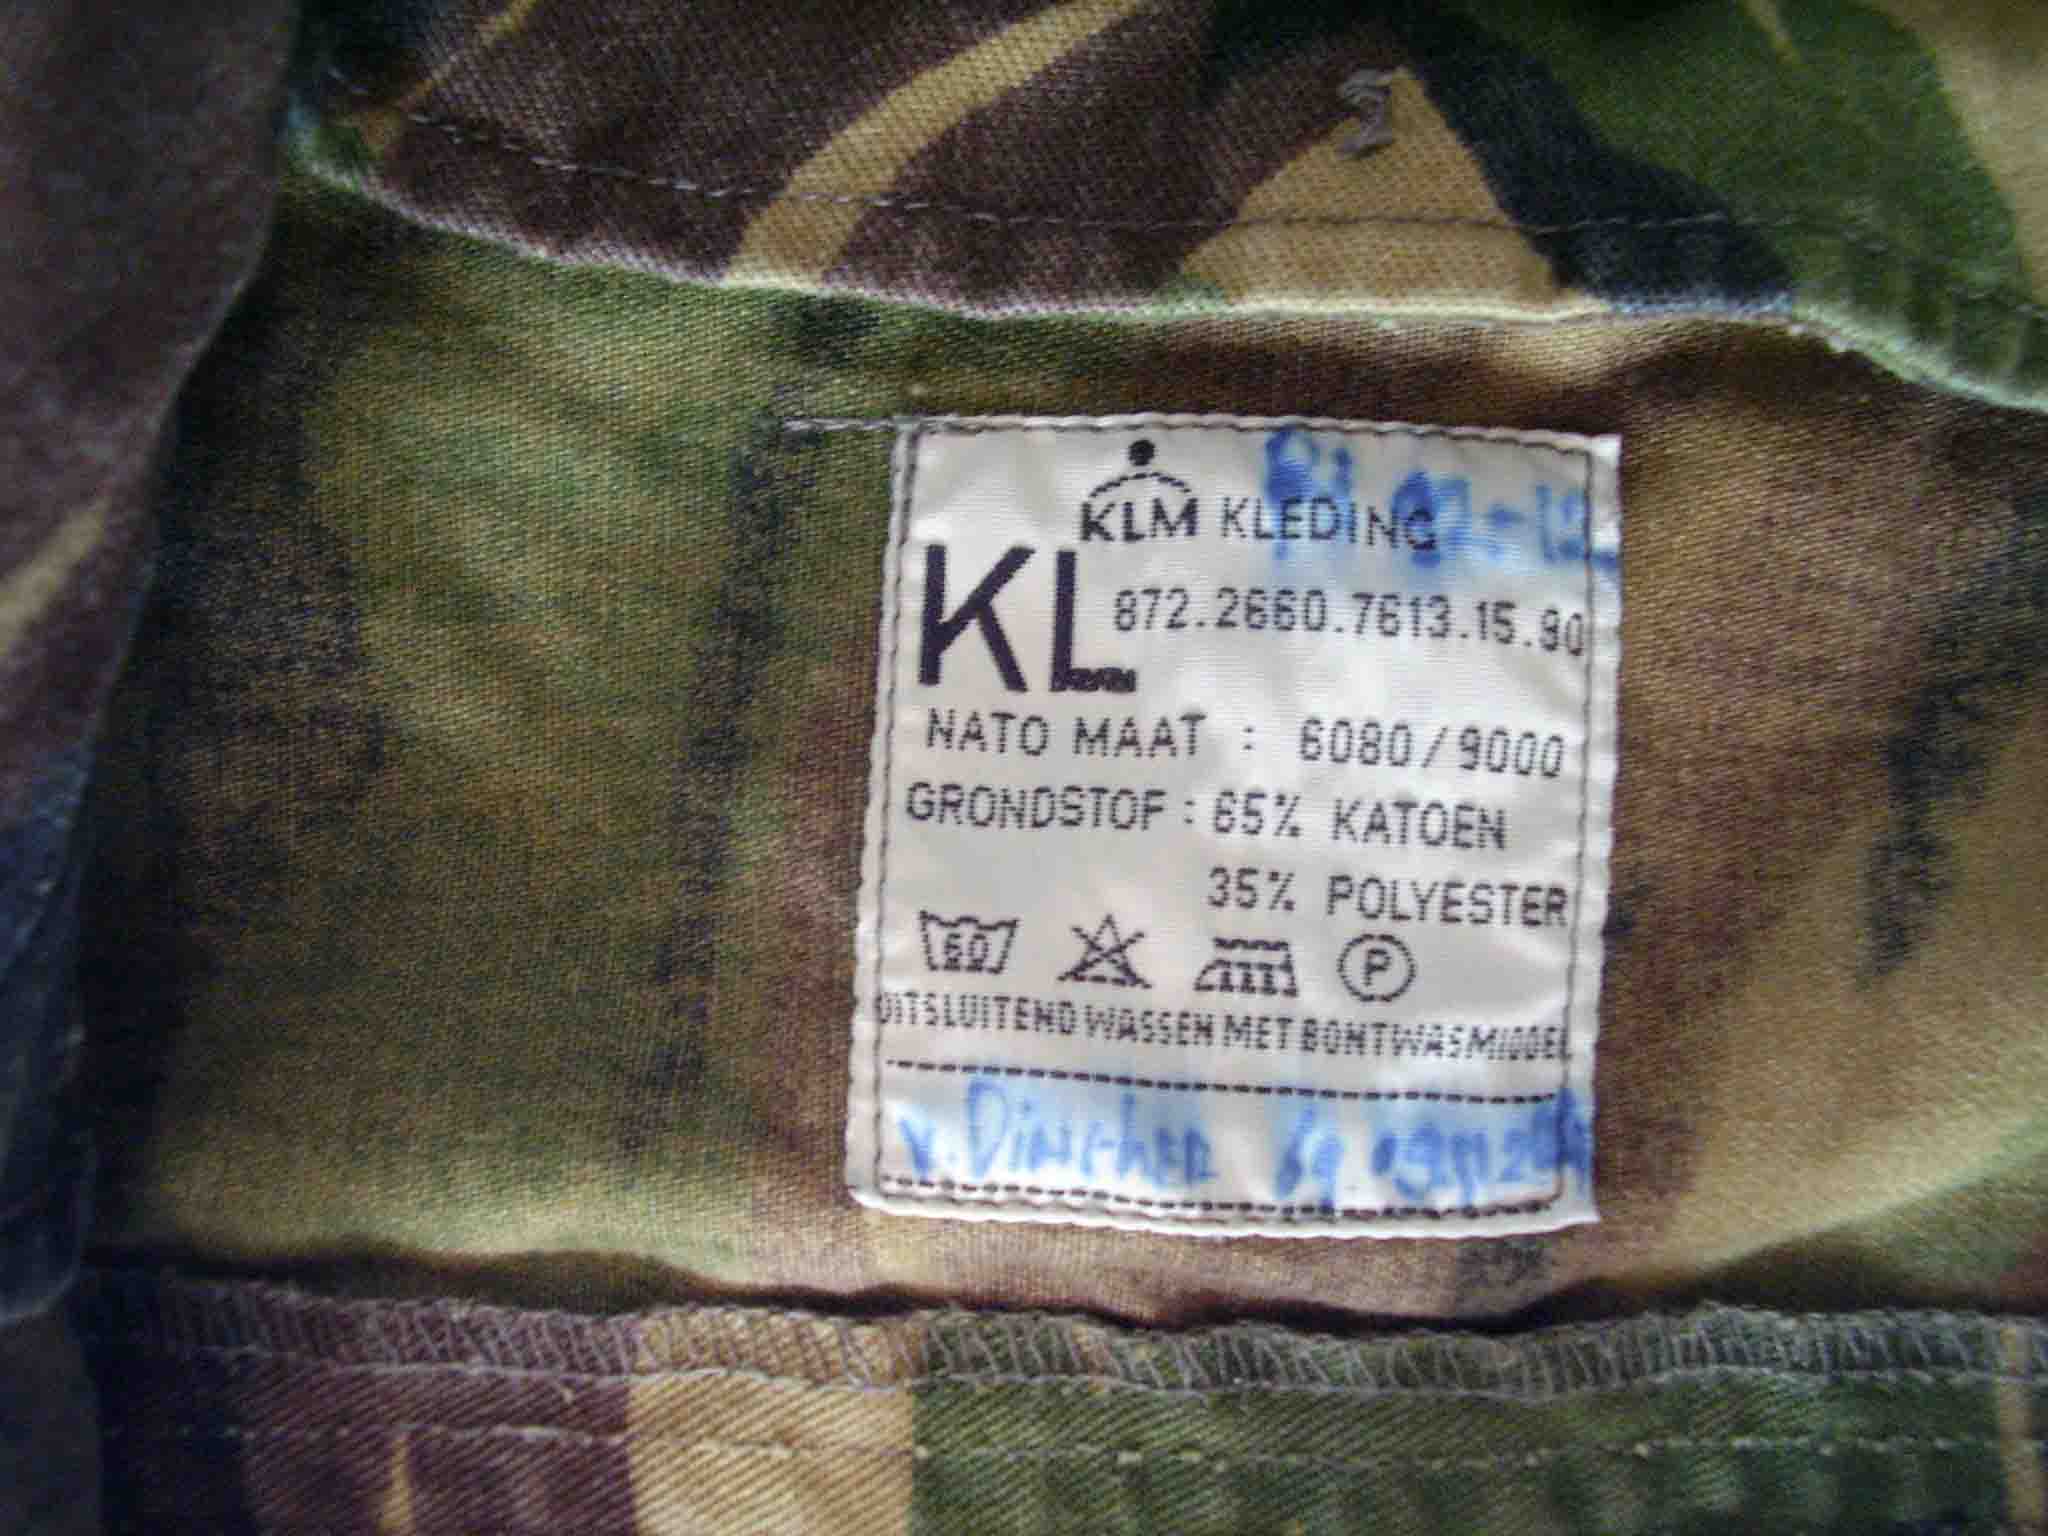 KLM KLEDING
KL 872.2660.7613.15.90
NATO MAAT : 6080/9000
GRONDSTOF : 65% KATOEN
35% POLYESTER
60 P
UITSLUITEND WASSEN MET BONTWASMIDDEL